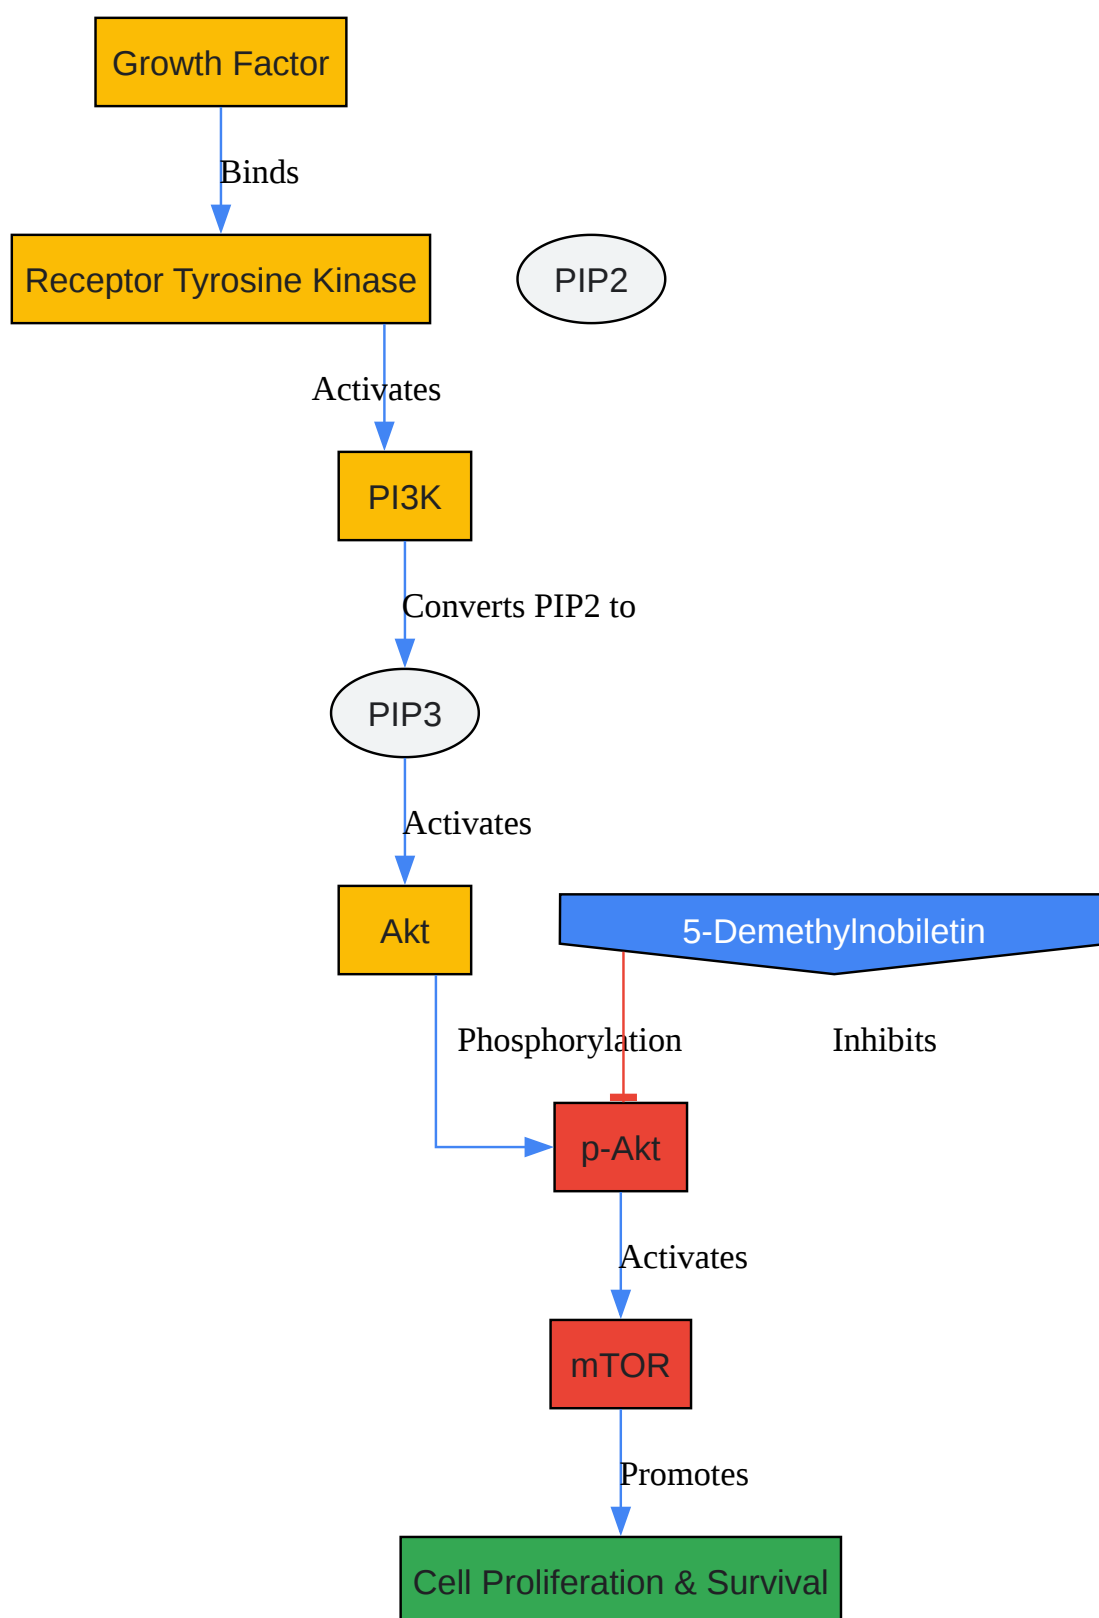 Growth Factor
Binds
Receptor Tyrosine Kinase
PIP2
Activates
PI3K
Converts PIP2 to
PIP3
Activates
Akt
5-Demethylnobiletin
Phosphorylation
Inhibits
p-Akt
Activates
mTOR
Promotes
Cell Proliferation & Survival